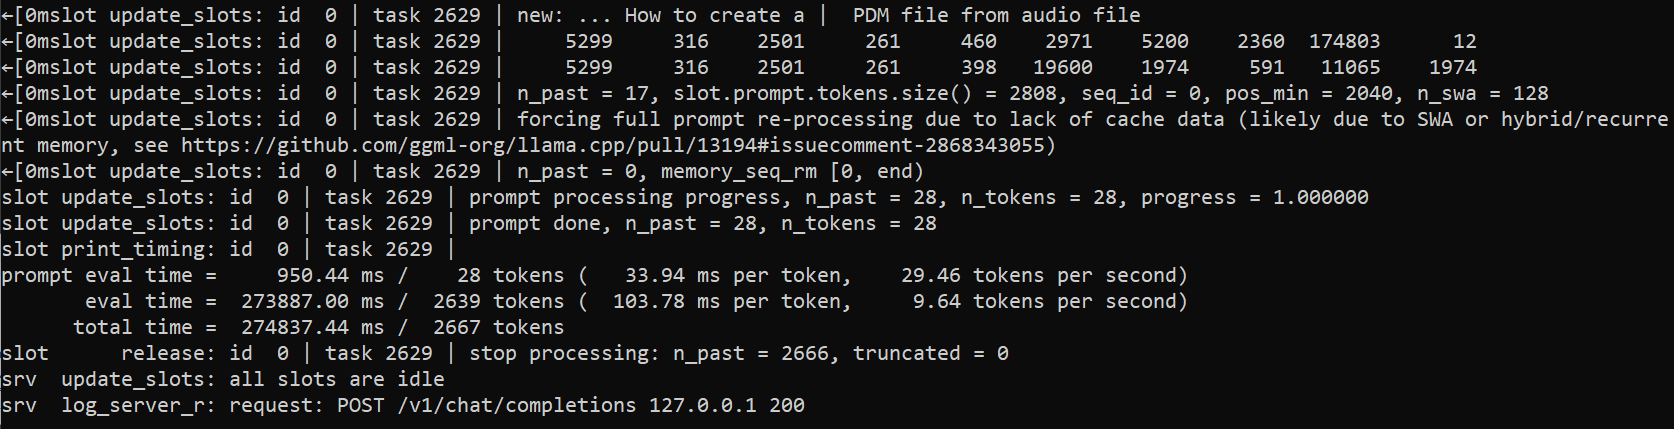 ←[0mslot update_slots: id  0 | task 2629 | new: ... How to create a |  PDM file from audio file
←[0mslot update_slots: id  0 | task 2629 |     5299     316    2501     261     460    2971    5200    2360  174803      12
←[0mslot update_slots: id  0 | task 2629 |     5299     316    2501     261     398   19600    1974     591   11065    1974
←[0mslot update_slots: id  0 | task 2629 | n_past = 17, slot.prompt.tokens.size() = 2808, seq_id = 0, pos_min = 2040, n_swa = 128
←[0mslot update_slots: id  0 | task 2629 | forcing full prompt re-processing due to lack of cache data (likely due to SWA or hybrid/recurre
nt memory, see https://github.com/ggml-org/llama.cpp/pull/13194#issuecomment-2868343055)
←[0mslot update_slots: id  0 | task 2629 | n_past = 0, memory_seq_rm [0, end)
slot update_slots: id  0 | task 2629 | prompt processing progress, n_past = 28, n_tokens = 28, progress = 1.000000
slot update_slots: id  0 | task 2629 | prompt done, n_past = 28, n_tokens = 28
slot print_timing: id  0 | task 2629 |
prompt eval time =     950.44 ms /    28 tokens (   33.94 ms per token,    29.46 tokens per second)
       eval time =  273887.00 ms /  2639 tokens (  103.78 ms per token,     9.64 tokens per second)
      total time =  274837.44 ms /  2667 tokens
slot      release: id  0 | task 2629 | stop processing: n_past = 2666, truncated = 0
srv  update_slots: all slots are idle
srv  log_server_r: request: POST /v1/chat/completions 127.0.0.1 200